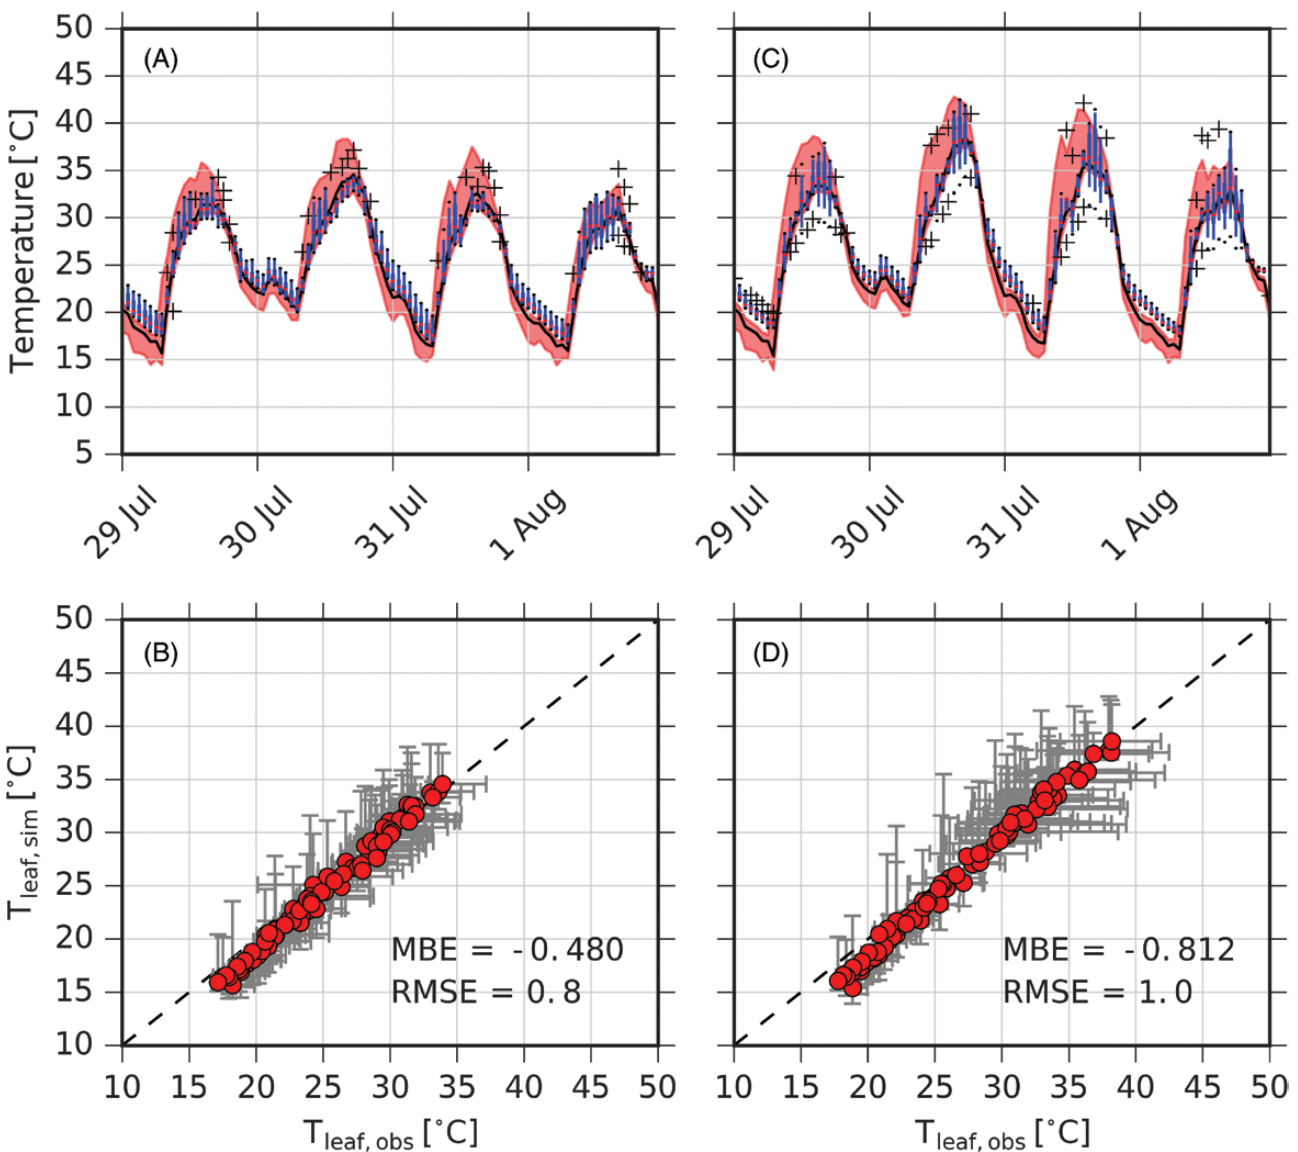 (A)
(C)
Temperature [°C]
50
45
40
35
30
25
20
15
10
5
29 Jul
30 Jul
31 Jul
1 Aug
29 Jul
30 Jul
31 Jul
1 Aug
(B)
MBE = -0.480
RMSE = 0.8
T leaf, sim [°C]
50
45
40
35
30
25
20
15
10
10 15 20 25 30 35 40 45 50
T leaf, obs [°C]
(D)
MBE = -0.812
RMSE = 1.0
10 15 20 25 30 35 40 45 50
T leaf, obs [°C]